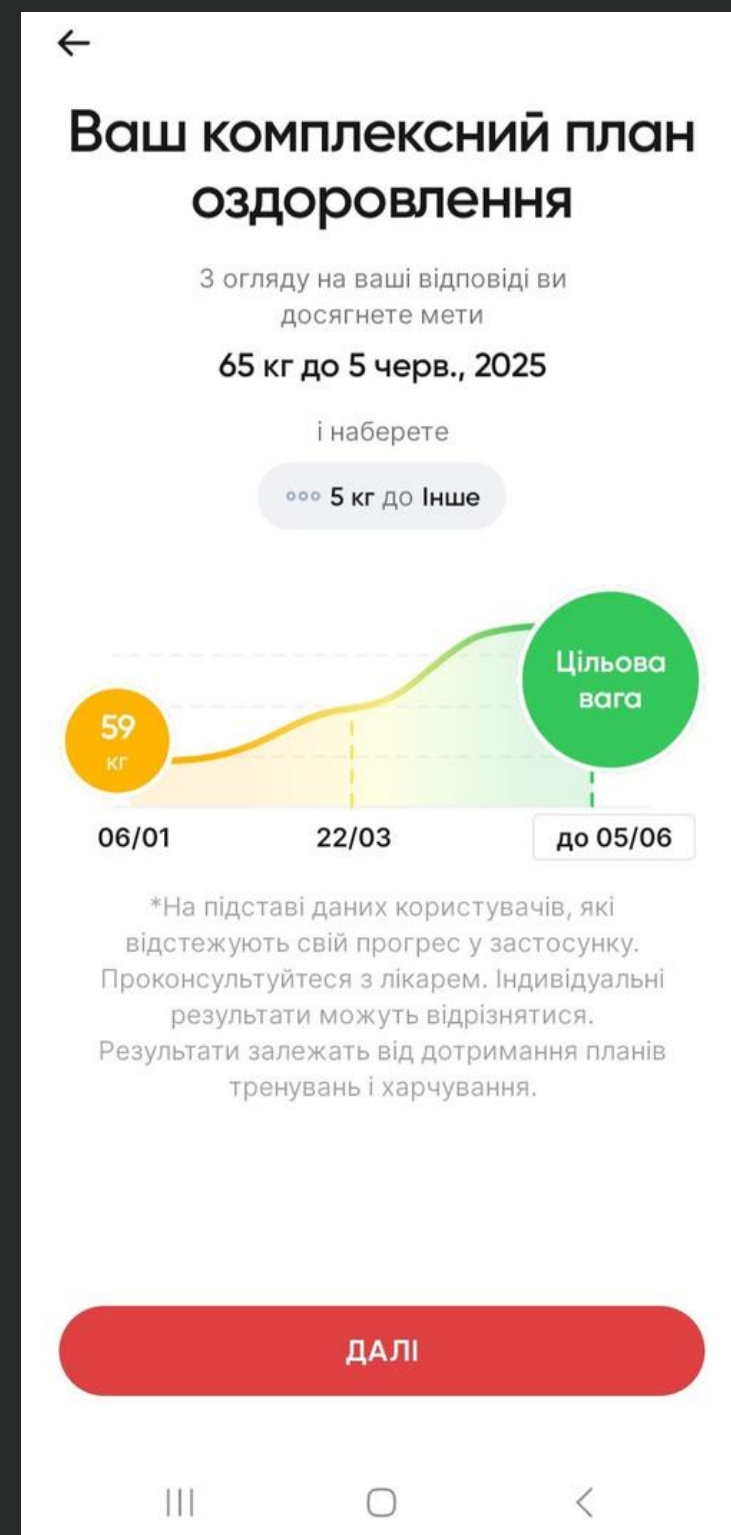 Ваш комплексний план
оздоровлення
З огляду на ваші відповіді ви
досягнете мети
65 кг до 5 черв., 2025
і наберете
5 кг до Інше
Цільова
вага
59
кг
06/01
22/03
до 05/06
*На підставі даних користувачів, які
відстежують свій прогрес у застосунку.
Проконсультуйтеся з лікарем. Індивідуальні
результати можуть відрізнятися.
Результати залежать від дотримання планів
тренувань і харчування.
ДАЛІ